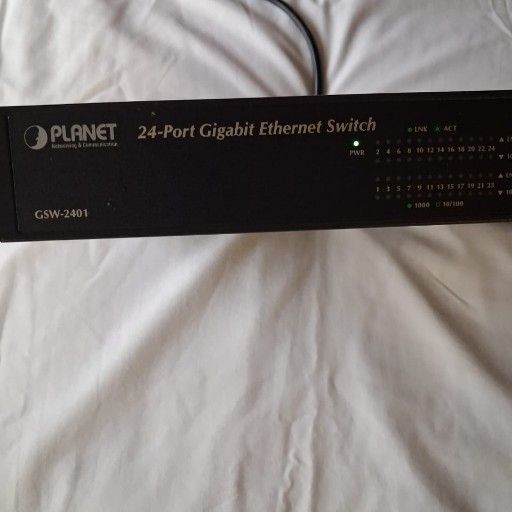 PLANET
Networking & Communication
24-Port Gigabit Ethernet Switch
LNK ACT
PWR
2 4 6 8 10 12 14 16 18 20 22 24
1 3 5 7 9 11 13 15 17 19 21 23
1000 10/100
GSW-2401